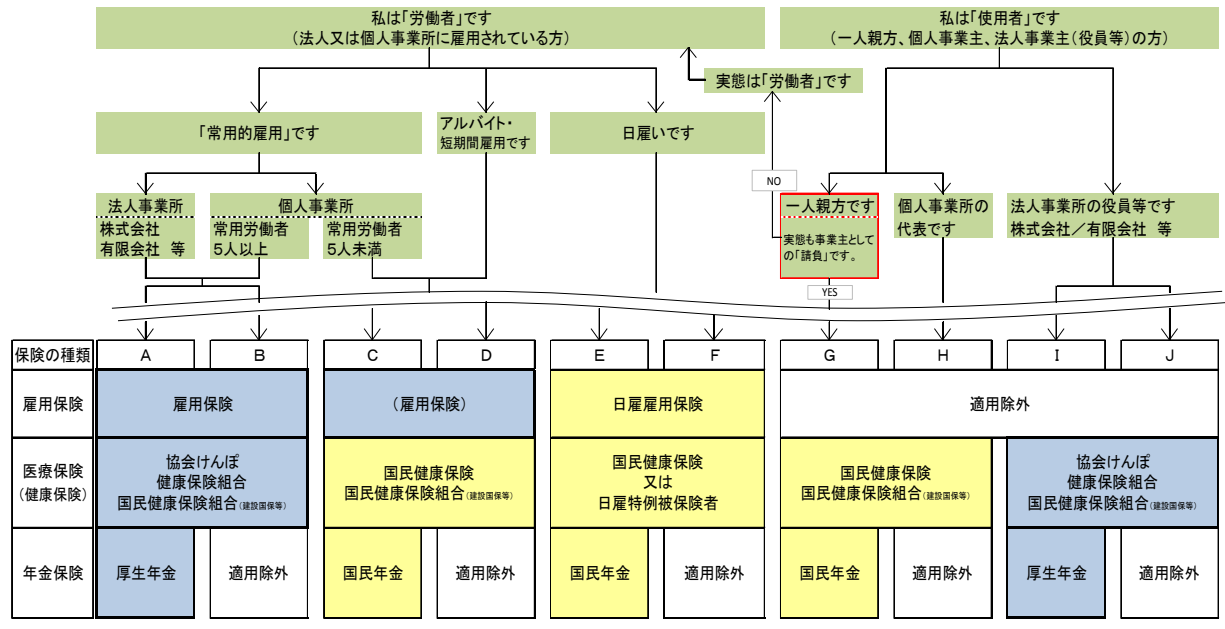 私は「労働者」です
(法人又は個人事業所に雇用されている方)
私は「使用者」です
(一人親方、個人事業主、法人事業主(役員等)の方)
実態は「労働者」です
「常用的雇用」です
アルバイト・
短期間雇用です
日雇いです
NO
法人事業所
株式会社
有限会社 等
個人事業所
常用労働者
5人以上
常用労働者
5人未満
一人親方です
実態も事業主として
の「請負」です。
個人事業所の
代表です
法人事業所の役員等です
株式会社/有限会社 等
YES
保険の種類 A B C D E F G H I J
雇用保険 雇用保険 (雇用保険) 日雇雇用保険 適用除外
医療保険
(健康保険)
協会けんぽ
健康保険組合
国民健康保険組合(建設国保等)
国民健康保険
国民健康保険組合(建設国保等)
国民健康保険
又は
日雇特例被保険者
国民健康保険
国民健康保険組合(建設国保等)
協会けんぽ
健康保険組合
国民健康保険組合(建設国保等)
年金保険 厚生年金 適用除外 国民年金 適用除外 国民年金 適用除外 国民年金 適用除外 厚生年金 適用除外